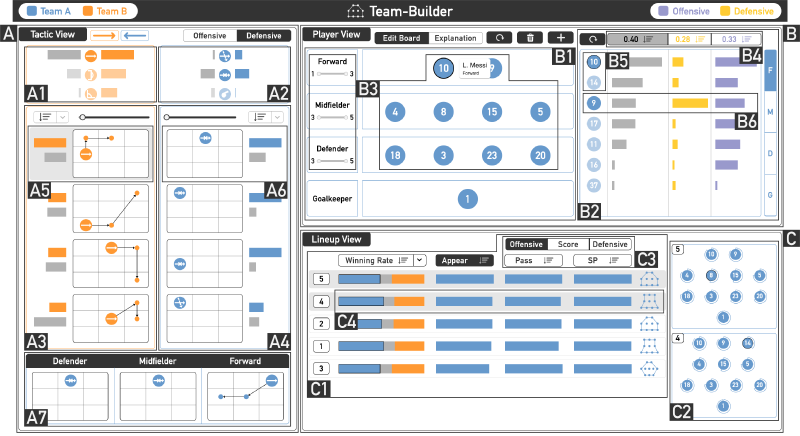 Team A
Team B
Team-Builder
Offensive
Defensive
A
Tactic View
Offensive
Defensive
A1
A2
A5
A6
A3
A4
Defender
Midfielder
Forward
A7
Player View
Edit Board
Explanation
B1
Forward
1
3
10
L. Messi
Forward
9
B3
Midfielder
3
5
4
8
15
5
Defender
3
5
18
3
23
20
Goalkeeper
1
B
0.40
0.28
0.33
B4
B5
10
14
9
B6
17
11
16
37
B2
F
M
D
G
Lineup View
Offensive
Score
Defensive
C3
Winning Rate
Appear
Pass
SP
5
4
C4
2
1
3
C1
C
5
10
9
4
8
15
5
18
3
23
20
1
4
10
9
14
4
8
15
18
3
23
20
1
C2